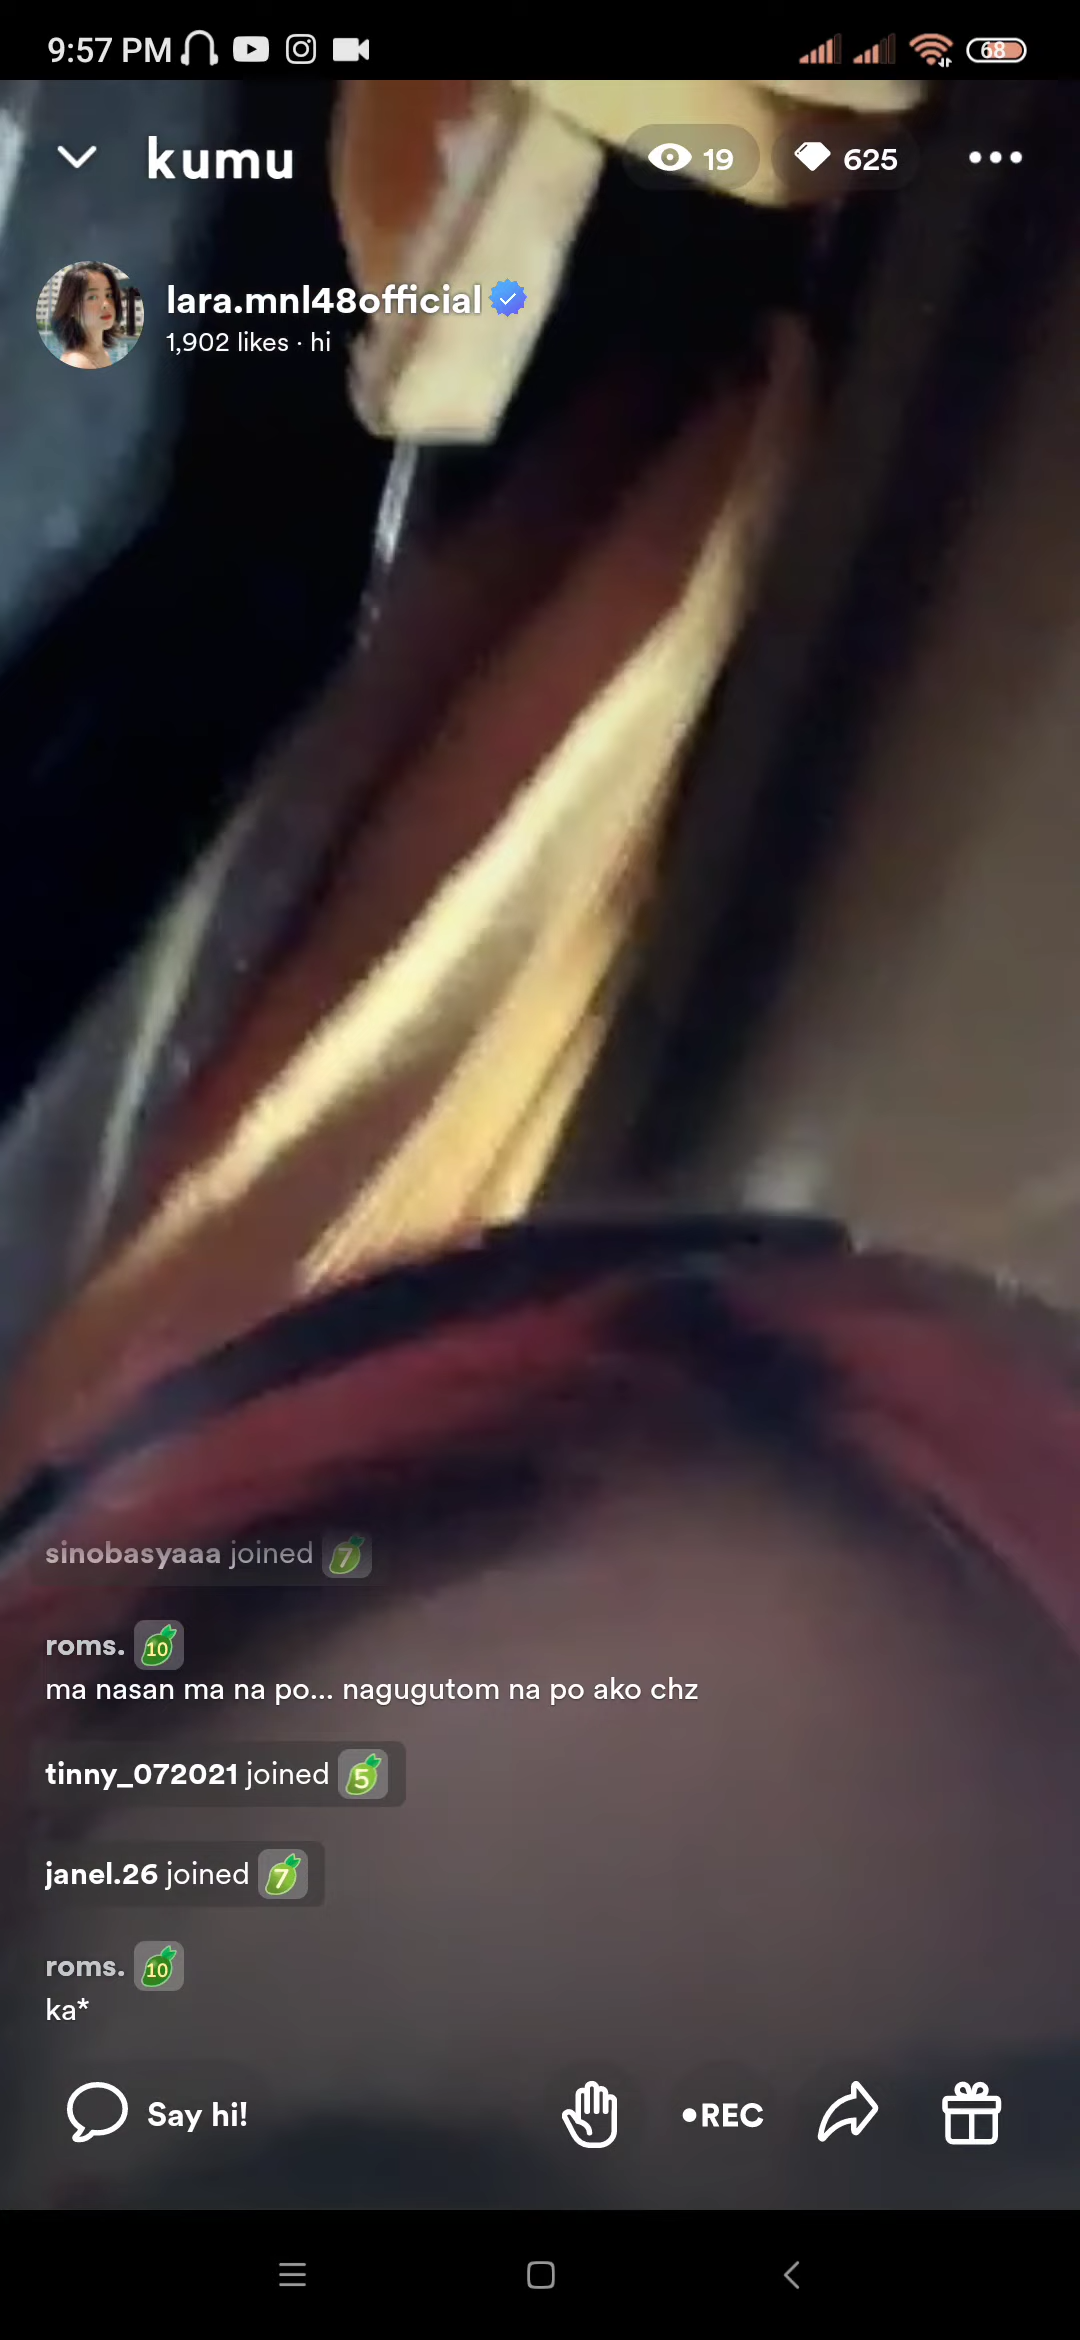 9:57 PM
68
kumu
19
625
lara.mnl48official
1,902 likes · hi
sinobasyaaa joined 7
roms. 10
ma nasan ma na po... nagugutom na po ako chz
tinny_072021 joined 5
janel.26 joined 7
roms. 10
ka*
Say hi!
•REC